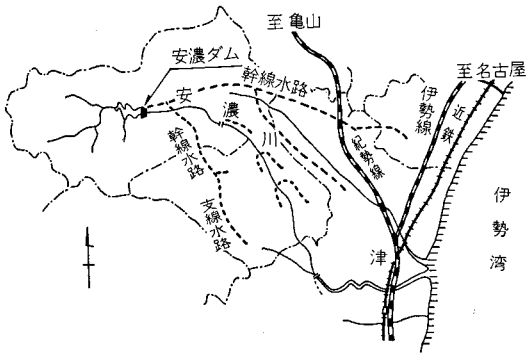 至亀山
安濃ダム
幹線水路
至名古屋
安濃川
伊勢線
近鉄
幹線水路
紀勢線
伊勢湾
支線水路
津